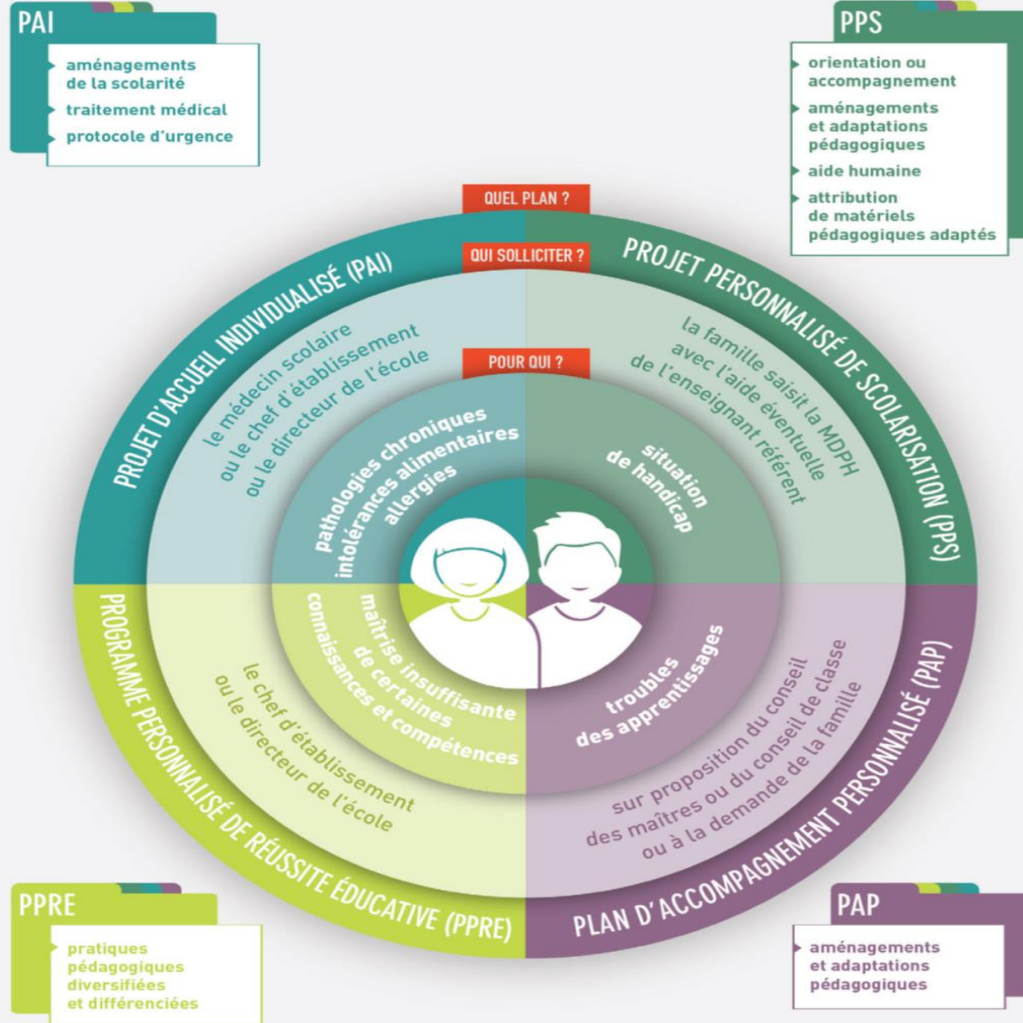 PAI
aménagements
de la scolarité
traitement médical
protocole d'urgence
PPS
orientation ou
accompagnement
aménagements
et adaptations
pédagogiques
aide humaine
attribution
de matériels
pédagogiques adaptés
QUEL PLAN ?
QUI SOLLICITER ?
POUR QUI ?
PROJET D'ACCUEIL INDIVIDUALISÉ (PAI)
le médecin scolaire
ou le chef d'établissement
ou le directeur de l'école
pathologies chroniques
intolérances alimentaires
allergies
PROJET PERSONNALISÉ DE SCOLARISATION (PPS)
la famille saisit la MDPH
avec l'aide éventuelle
de l'enseignant référent
situation
de handicap
PROGRAMME PERSONNALISÉ DE RÉUSSITE ÉDUCATIVE (PPRE)
le chef d'établissement
ou le directeur de l'école
maîtrise insuffisante
de certaines
connaissances et compétences
troubles
des apprentissages
sur proposition du conseil
des maîtres ou du conseil de classe
ou à la demande de la famille
PLAN D'ACCOMPAGNEMENT PERSONNALISÉ (PAP)
PPRE
pratiques
pédagogiques
diversifiées
et différenciées
PAP
aménagements
et adaptations
pédagogiques